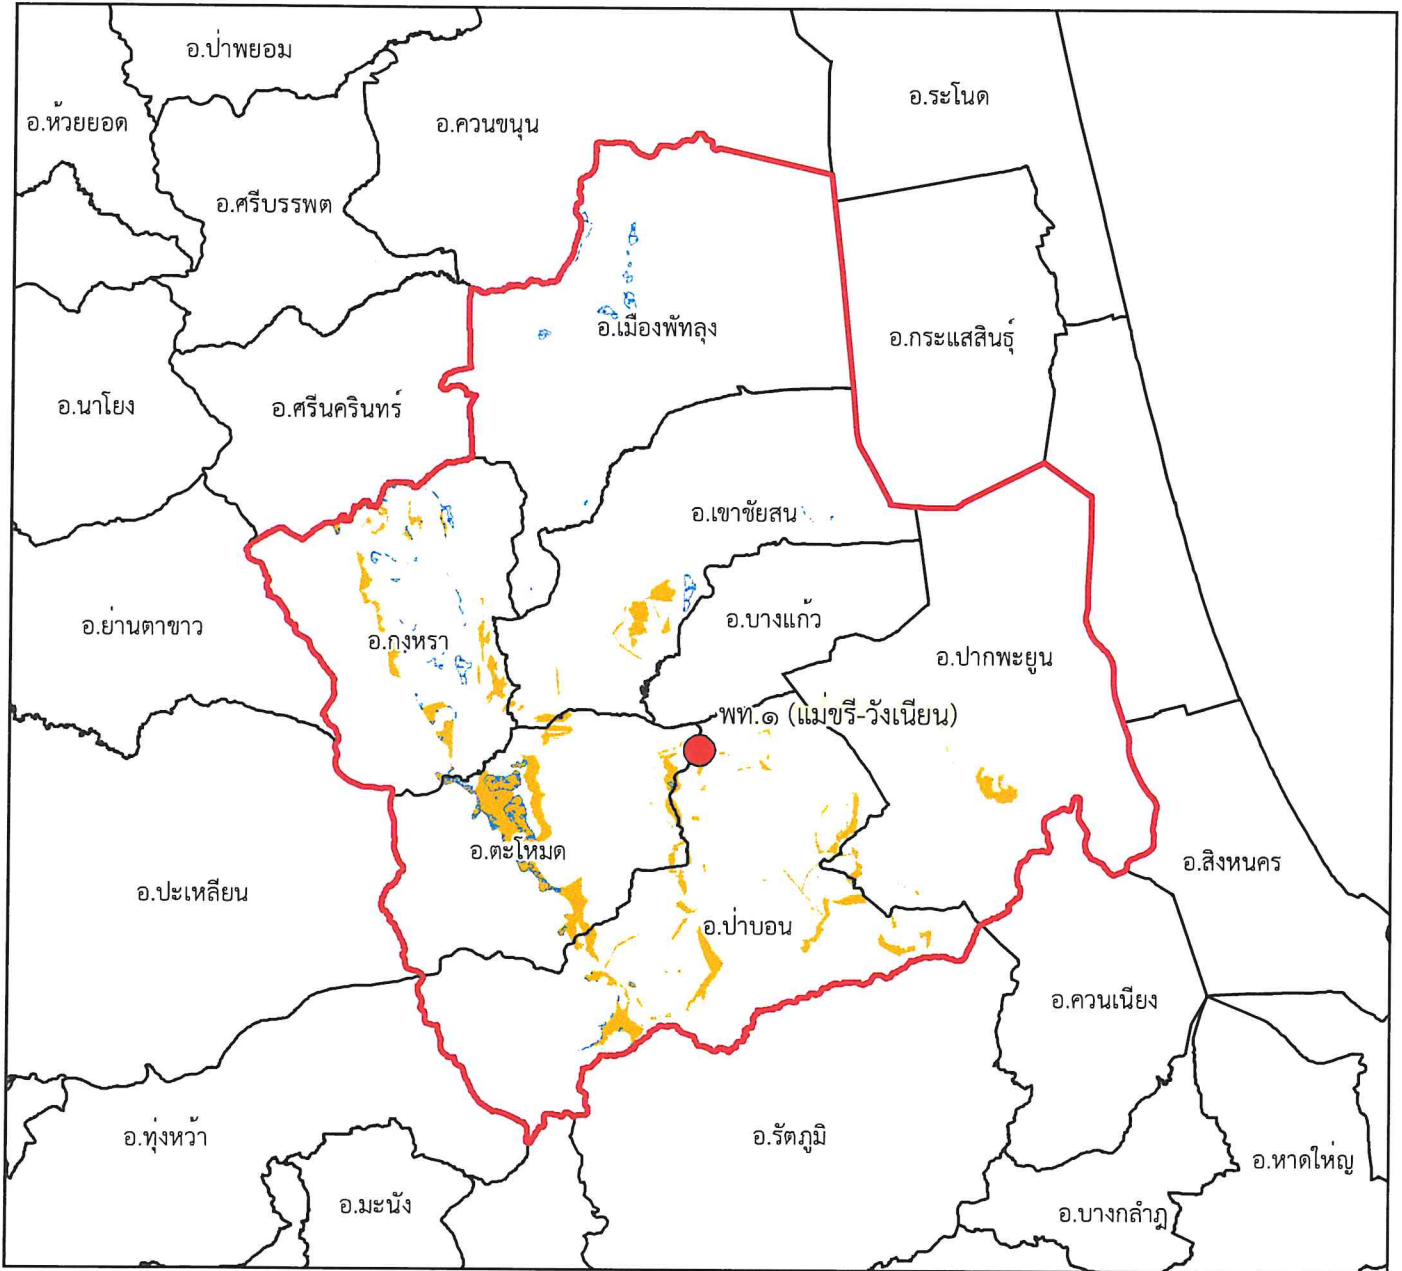 อ.ป่าพยอม
อ.ระโนด
อ.ห้วยยอด
อ.ควนขนุน
อ.ศรีบรรพต
อ.เมืองพัทลุง
อ.กระแสสินธุ์
อ.นาโยง
อ.ศรีนครินทร์
อ.เขาชัยสน
อ.ย่านตาขาว
อ.บางแก้ว
อ.กงหรา
อ.ปากพะยูน
พท.๑ (แม่ขรี-วังเนียน)
อ.ตะโหมด
อ.สิงหนคร
อ.ปะเหลียน
อ.ป่าบอน
อ.ควนเนียง
อ.ทุ่งหว้า
อ.รัตภูมิ
อ.หาดใหญ่
อ.มะนัง
อ.บางกล่ำ